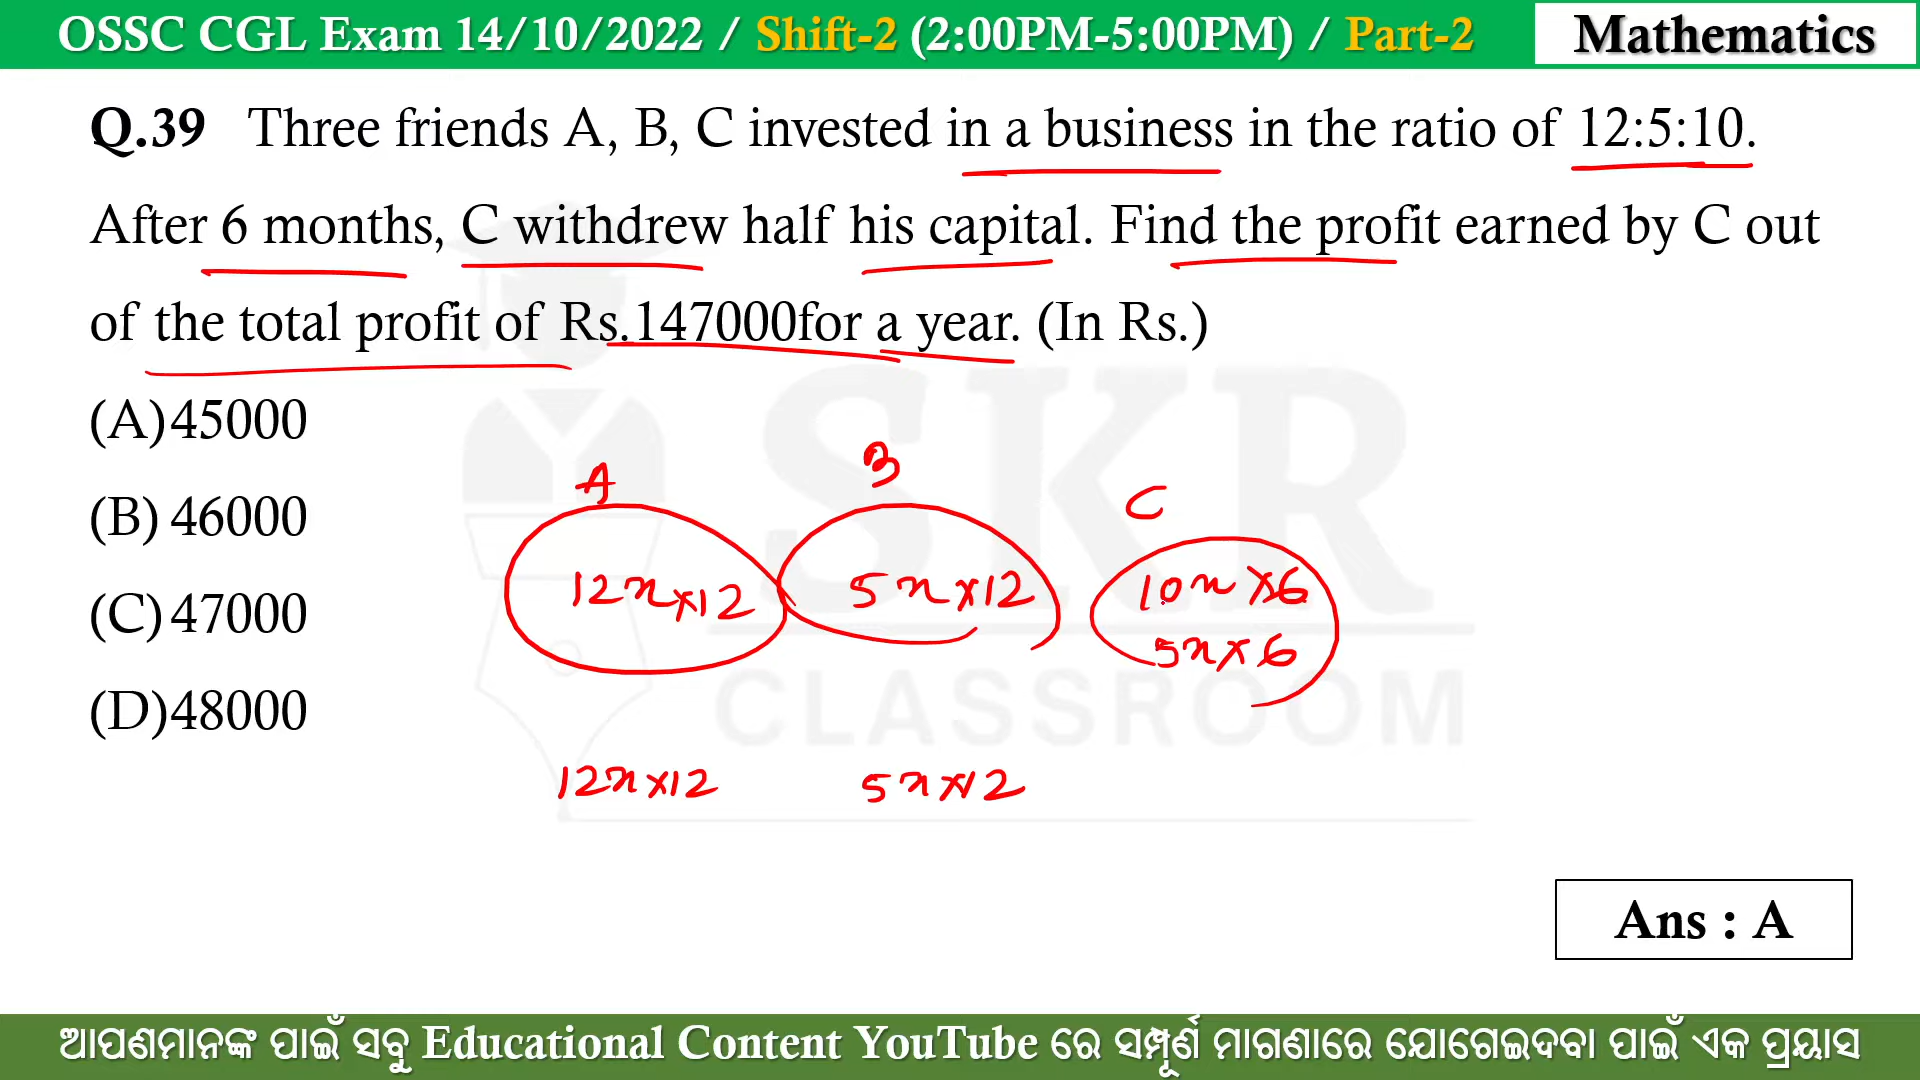 OSSC CGL Exam 14/10/2022 / Shift-2 (2:00PM-5:00PM) / Part-2 Mathematics
Q.39 Three friends A, B, C invested in a business in the ratio of 12:5:10.
After 6 months, C withdrew half his capital. Find the profit earned by C out
of the total profit of Rs.147000for a year. (In Rs.)
(A)45000
(B) 46000
(C)47000
(D)48000
A B C
12x×12 5x×12 10x×6
5x×6
12x×12 5x×12
SKR
CLASSROOM
Ans : A
ଆପଣମାନଙ୍କ ପାଇଁ ସବୁ Educational Content YouTube ରେ ସମ୍ପୂର୍ଣ ମାଗଣାରେ ଯୋଗେଇଦବା ପାଇଁ ଏକ ପ୍ରୟାସ